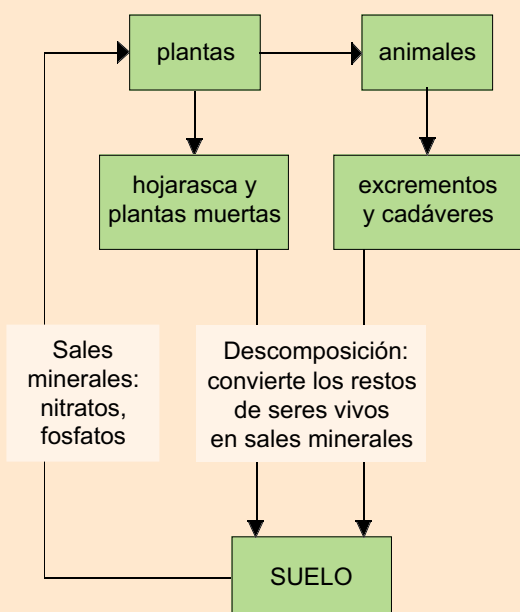 plantas
animales
hojarasca y
plantas muertas
excrementos
y cadáveres
Sales
minerales:
nitratos,
fosfatos
Descomposición:
convierte los restos
de seres vivos
en sales minerales
SUELO